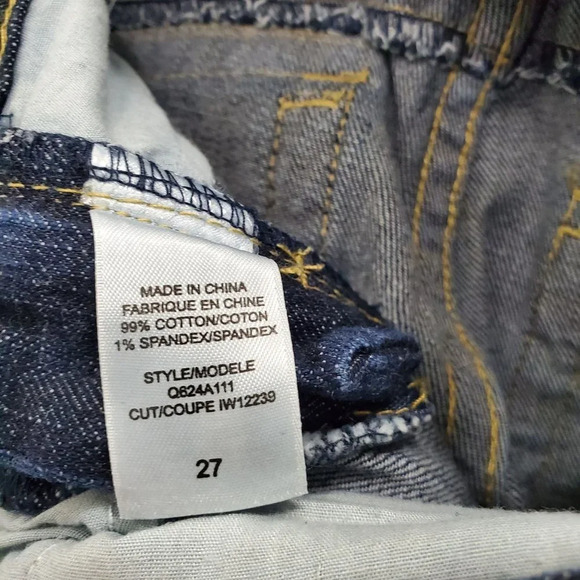 MADE IN CHINA
FABRIQUE EN CHINE
99% COTTON/COTON
1% SPANDEX/SPANDEX
STYLE/MODELE
Q624A111
CUT/COUPE IW12239
27